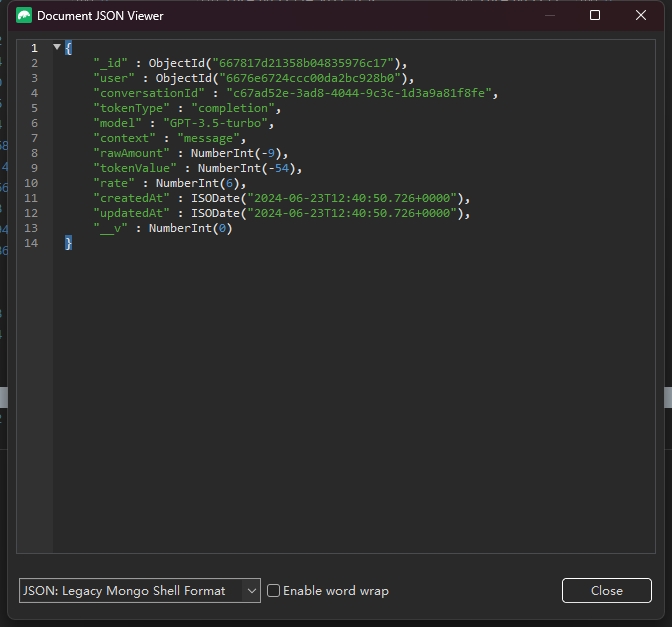 Document JSON Viewer
1 {
2 "_id" : ObjectId("667817d21358b04835976c17"),
3 "user" : ObjectId("6676e6724ccc00da2bc928b0"),
4 "conversationId" : "c67ad52e-3ad8-4044-9c3c-1d3a9a81f8fe",
5 "tokenType" : "completion",
6 "model" : "GPT-3.5-turbo",
7 "context" : "message",
8 "rawAmount" : NumberInt(-9),
9 "tokenValue" : NumberInt(-54),
10 "rate" : NumberInt(6),
11 "createdAt" : ISODate("2024-06-23T12:40:50.726+0000"),
12 "updatedAt" : ISODate("2024-06-23T12:40:50.726+0000"),
13 "__v" : NumberInt(0)
14 }
JSON: Legacy Mongo Shell Format
Enable word wrap
Close